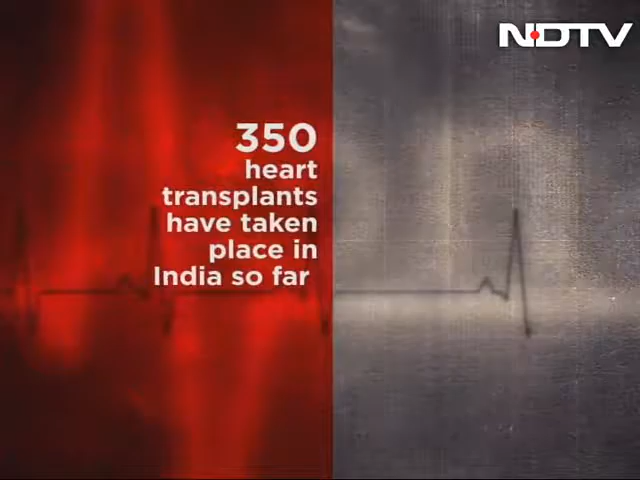 NDTV
350
heart
transplants
have taken
place in
India so far